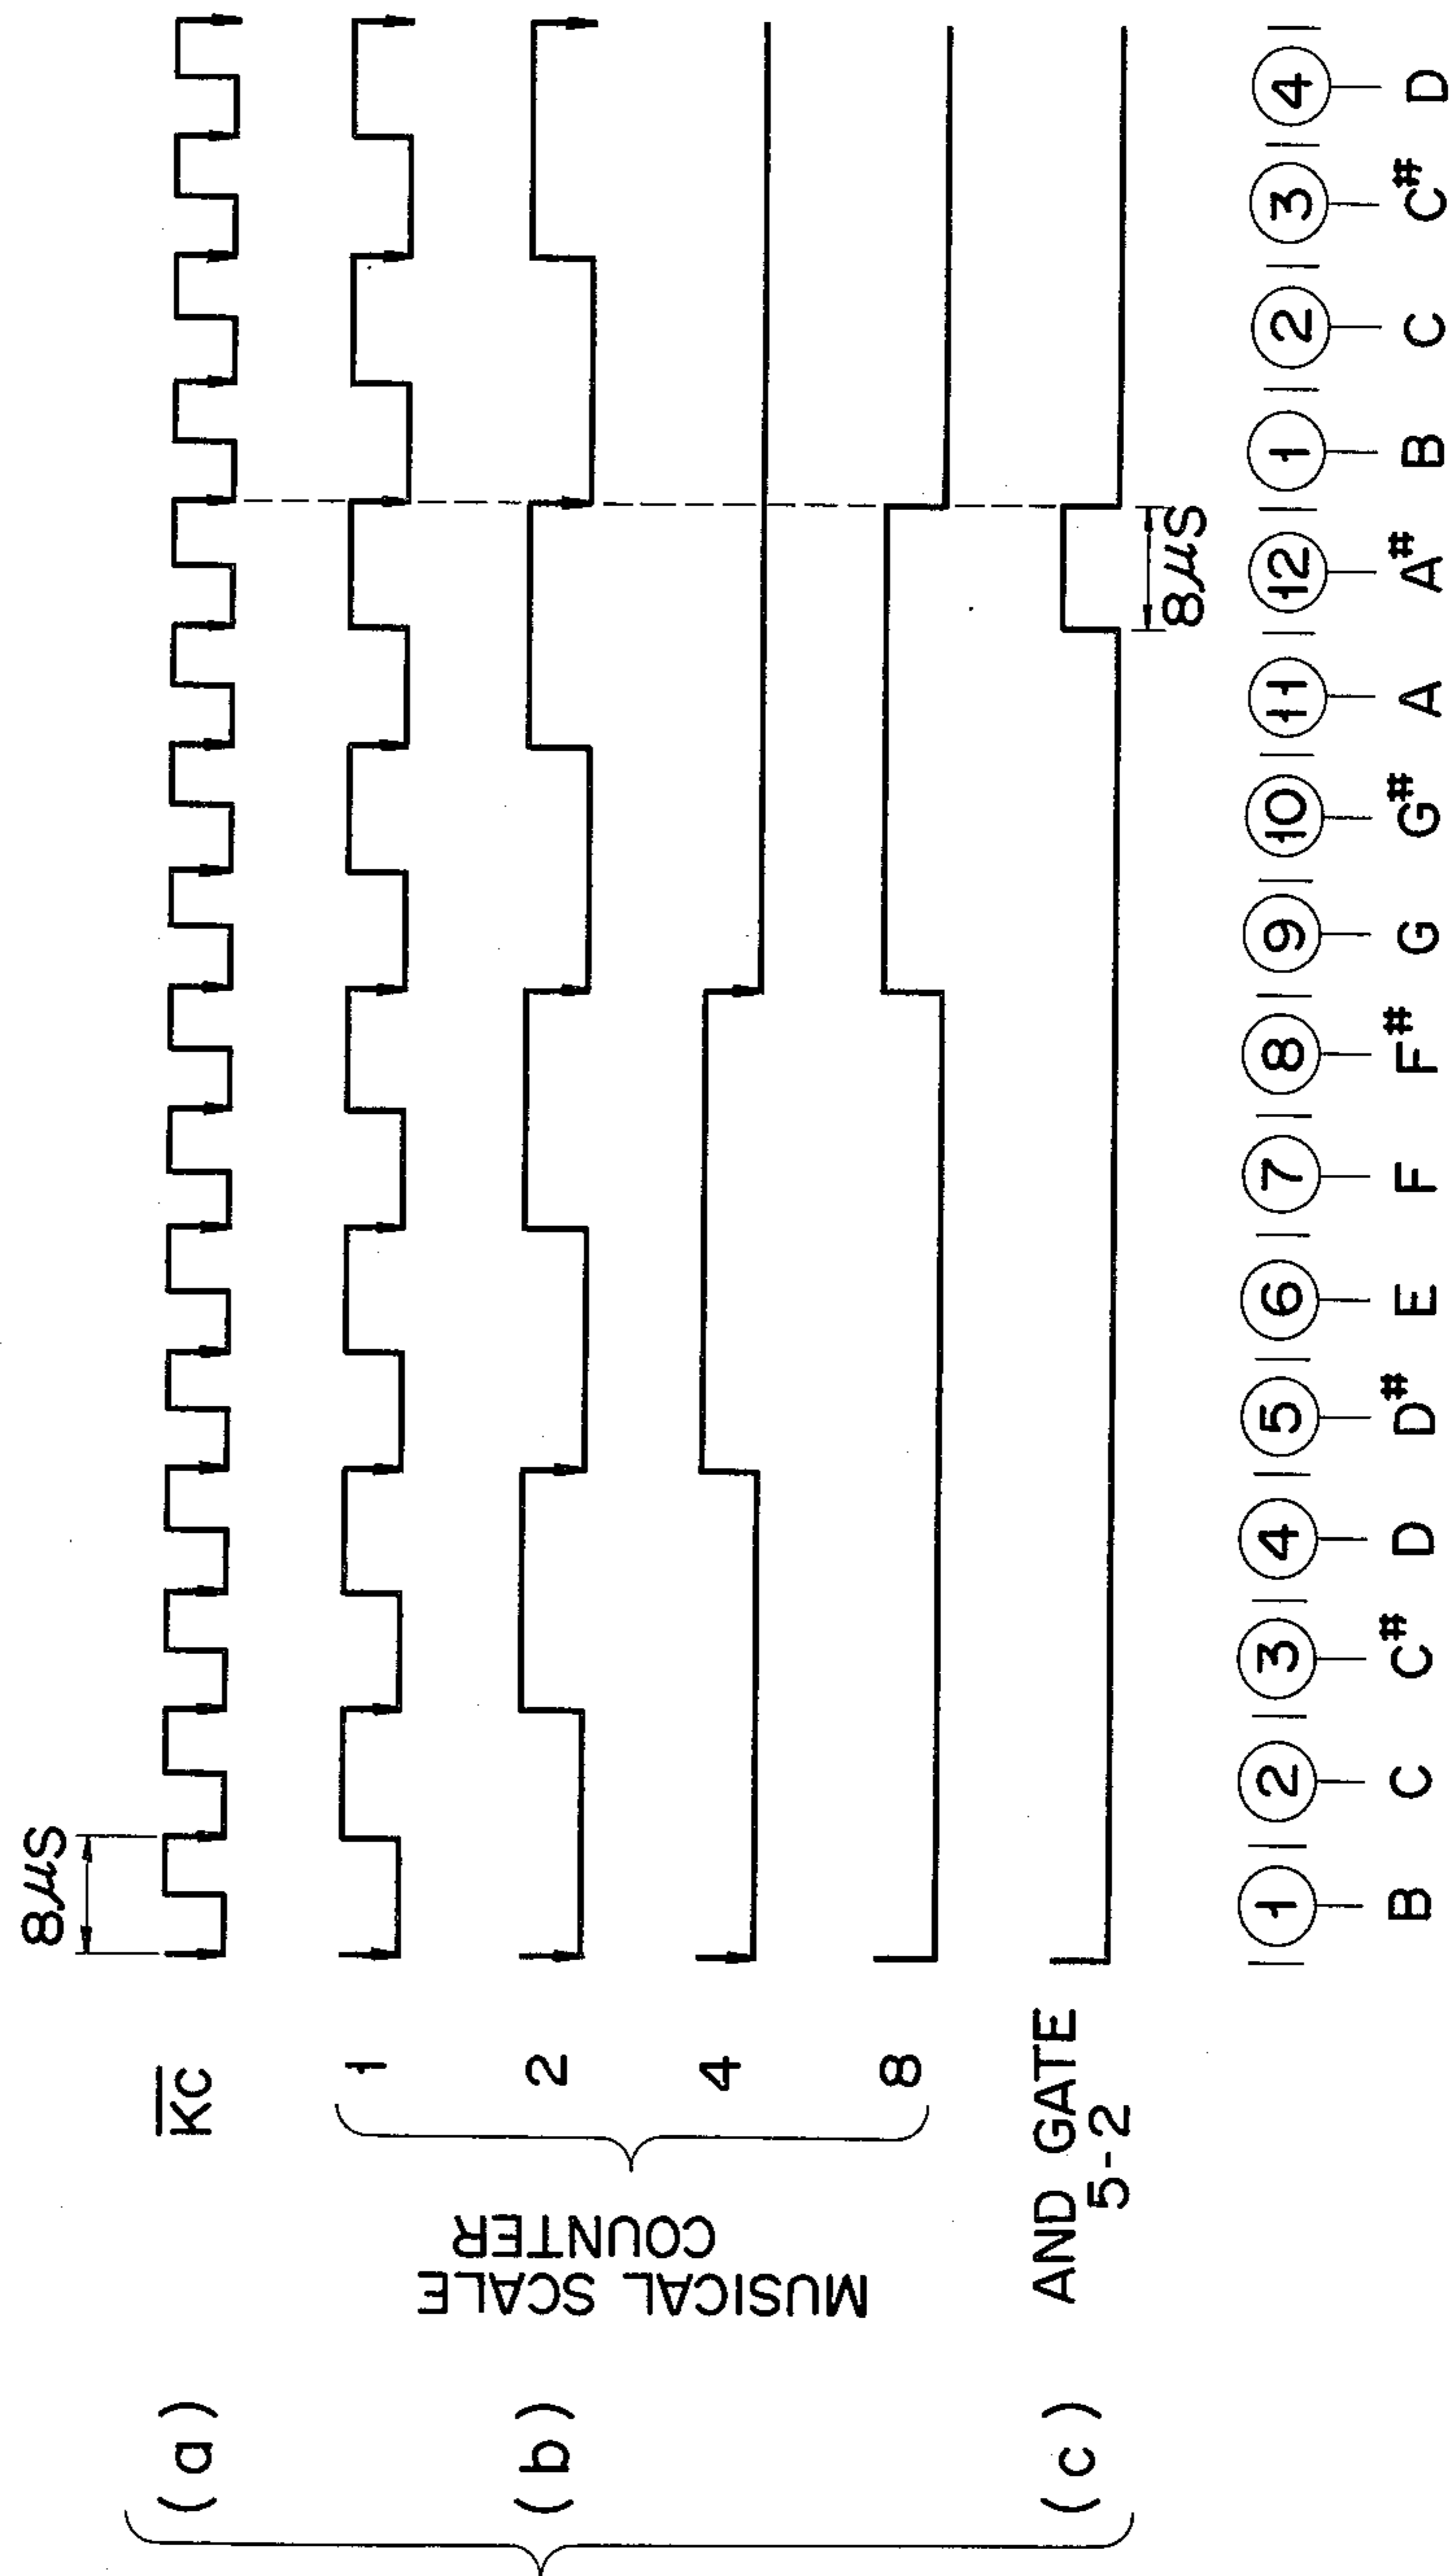 8μS
(a)
K̅C̅
(b)
MUSICAL SCALE
COUNTER
1
2
4
8
(c)
AND GATE
5-2
8μS
1 2 3 4 5 6 7 8 9 10 11 12 1 2 3 4
B C C# D D# E F F# G G# A A# B C C# D